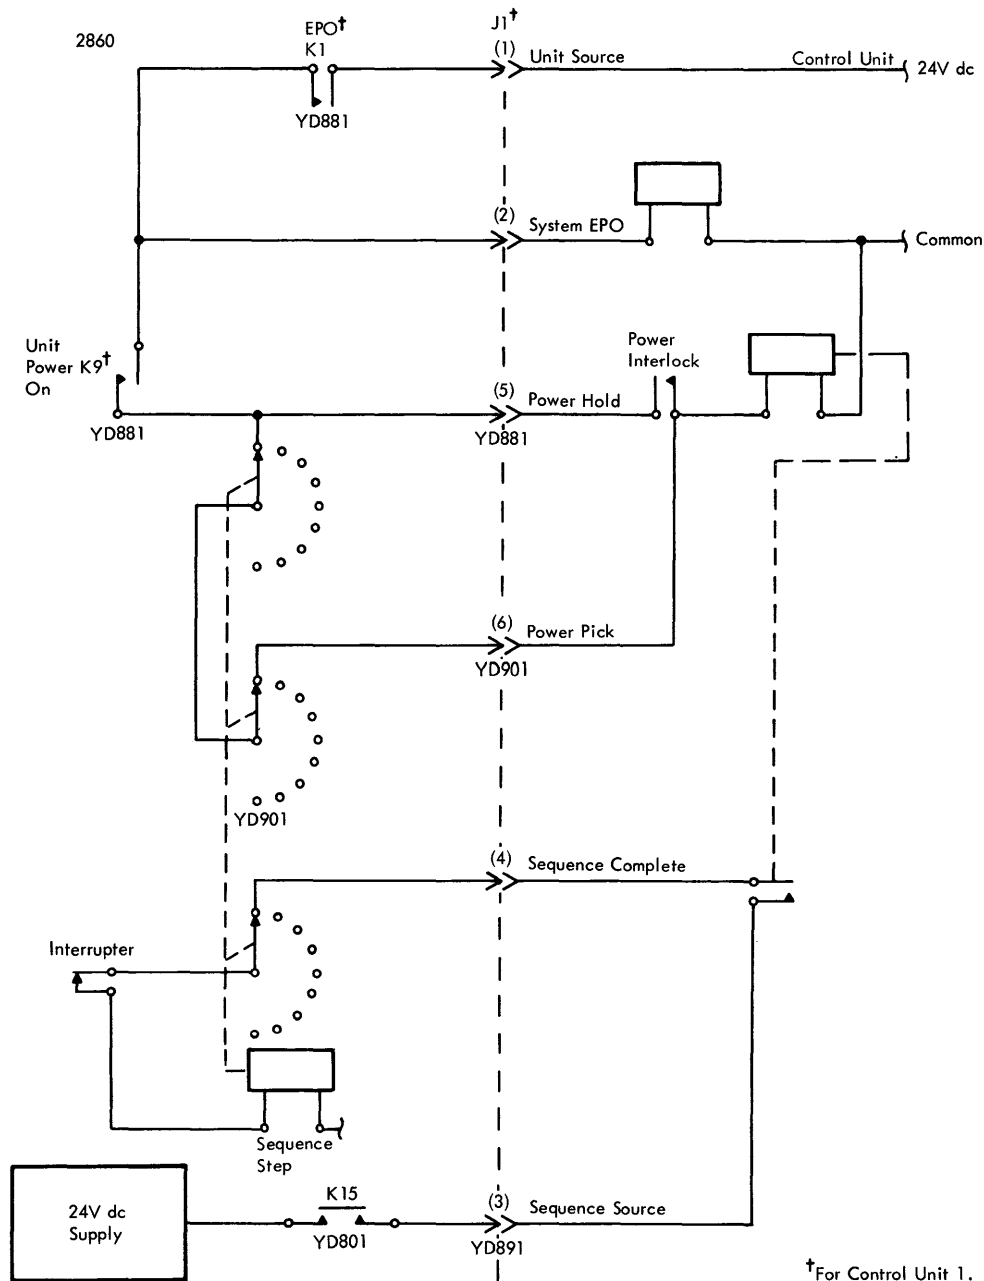 2860
EPO†
K1
YD881
J1†
(1)
Unit Source
Control Unit
24V dc
(2)
System EPO
Common
Unit
Power K9†
On
YD881
(5)
Power Hold
YD881
Power
Interlock
(6)
Power Pick
YD901
YD901
(4)
Sequence Complete
Interrupter
Sequence
Step
24V dc
Supply
K15
YD801
(3)
Sequence Source
YD891
†For Control Unit 1.